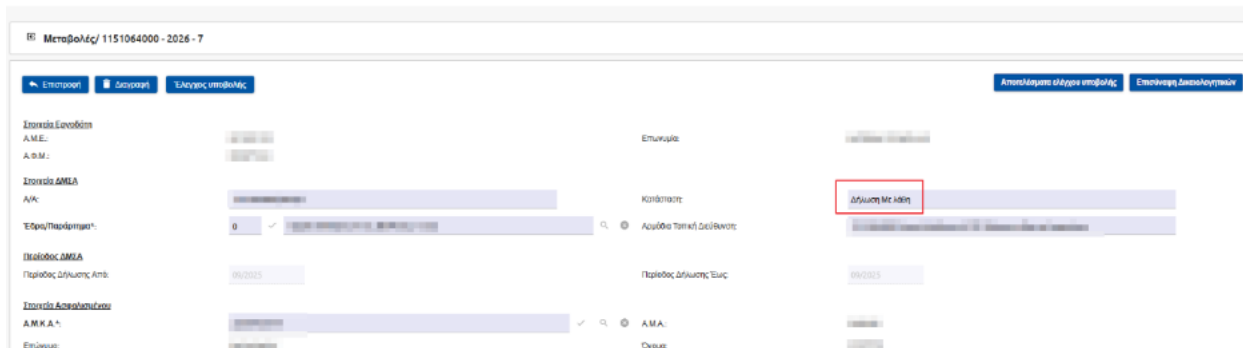 Μεταβολές/ 1151064000 - 2026 - 7
Επιστροφή Διαγραφή Έλεγχος υποβολής Αποτελέσματα ελέγχου υποβολής Επισύναψη Δικαιολογητικών
Στοιχεία Εργοδότη
Α.Μ.Ε.: Επωνυμία:
Α.Φ.Μ.:
Στοιχεία ΔΜΣΑ
Α/Α: Κατάσταση: Δήλωση Με λάθη
Έδρα/Παράρτημα*: 0 Αρμόδια Τοπική Διεύθυνση:
Περίοδος ΔΜΣΑ
Περίοδος Δήλωσης Από: 09/2025 Περίοδος Δήλωσης Έως: 09/2025
Στοιχεία Ασφαλισμένου
Α.Μ.Κ.Α.*: Α.Μ.Α.:
Επώνυμο: Όνομα: